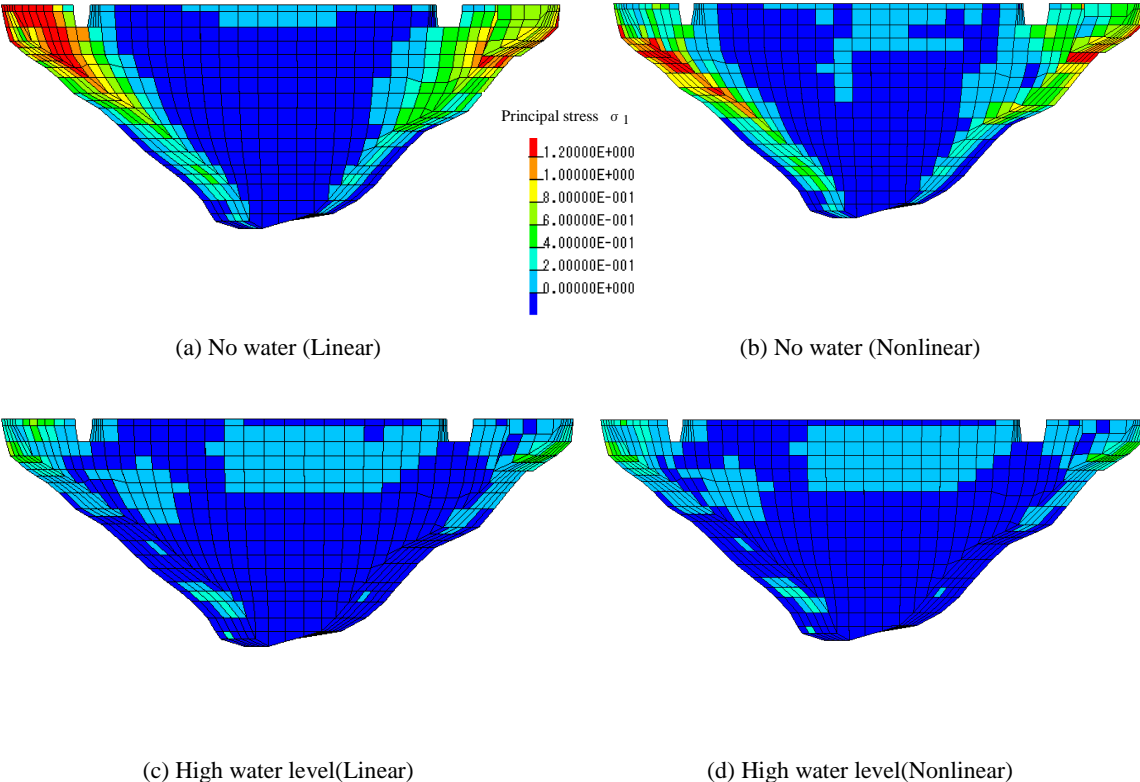 Principal stress σ 1
1.20000E+000
1.00000E+000
8.00000E-001
6.00000E-001
4.00000E-001
2.00000E-001
0.00000E+000
(a) No water (Linear)
(b) No water (Nonlinear)
(c) High water level(Linear)
(d) High water level(Nonlinear)